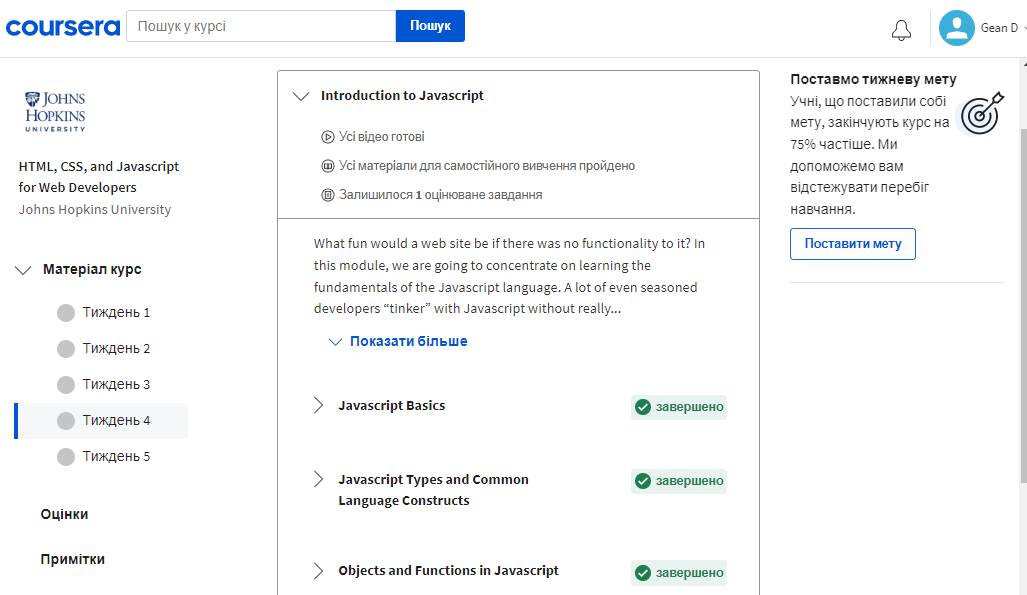 coursera
Пошук у курсі
Пошук
Gean D
JOHNS
HOPKINS
UNIVERSITY
HTML, CSS, and Javascript
for Web Developers
Johns Hopkins University
Матеріал курс
Тиждень 1
Тиждень 2
Тиждень 3
Тиждень 4
Тиждень 5
Оцінки
Примітки
Introduction to Javascript
Усі відео готові
Усі матеріали для самостійного вивчення пройдено
Залишилося 1 оцінюване завдання
What fun would a web site be if there was no functionality to it? In
this module, we are going to concentrate on learning the
fundamentals of the Javascript language. A lot of even seasoned
developers “tinker” with Javascript without really...
Показати більше
Javascript Basics
завершено
Javascript Types and Common
Language Constructs
завершено
Objects and Functions in Javascript
завершено
Поставмо тижневу мету
Учні, що поставили собі
мету, закінчують курс на
75% частіше. Ми
допоможемо вам
відстежувати перебіг
навчання.
Поставити мету